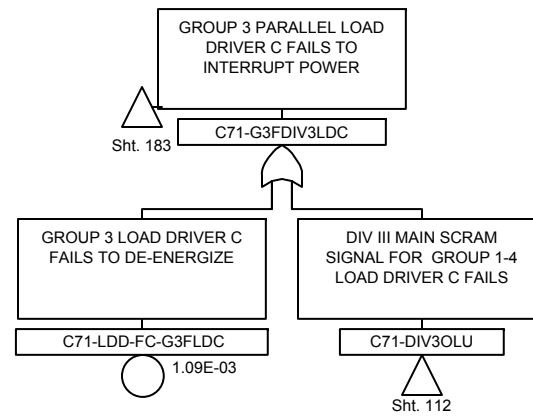 GROUP 3 PARALLEL LOAD
DRIVER C FAILS TO
INTERRUPT POWER
C71-G3FDIV3LDC
Sht. 183
GROUP 3 LOAD DRIVER C
FAILS TO DE-ENERGIZE
C71-LDD-FC-G3FLDC
1.09E-03
DIV III MAIN SCRAM
SIGNAL FOR GROUP 1-4
LOAD DRIVER C FAILS
C71-DIV3OLU
Sht. 112